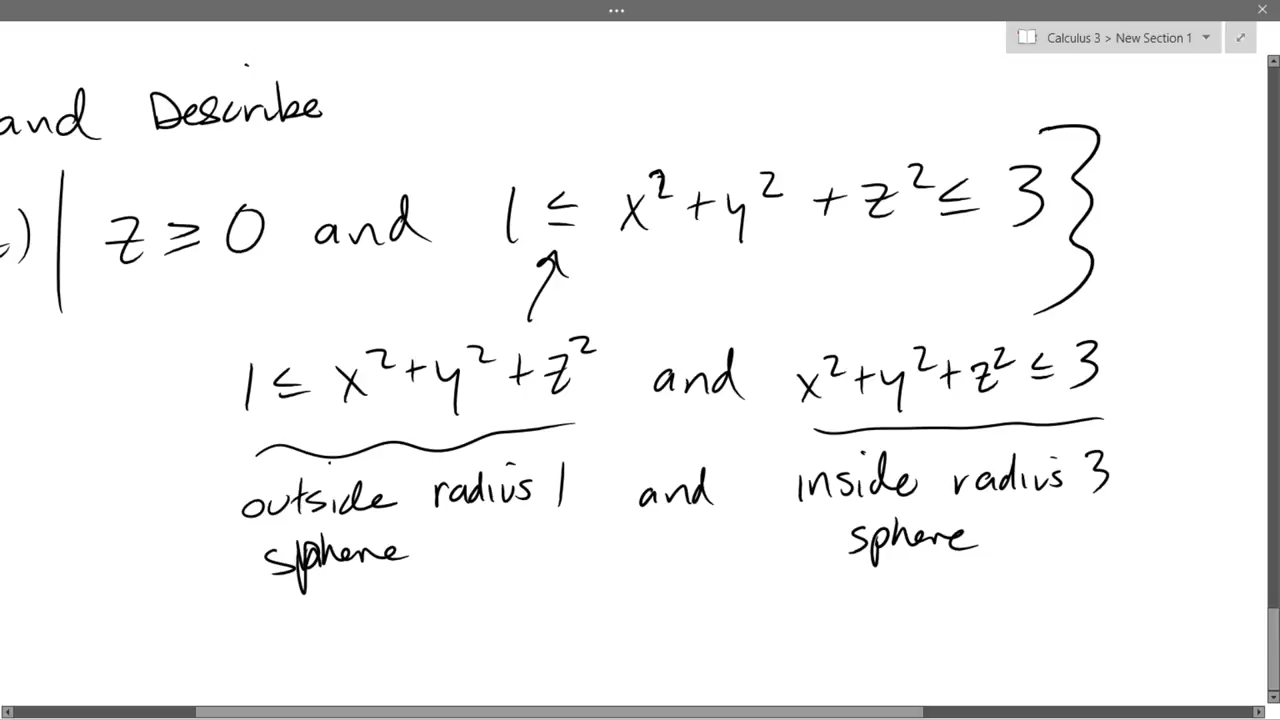 Calculus 3 > New Section 1
and Describe
) | z ≥ 0 and 1 ≤ x² + y² + z² ≤ 3 }
1 ≤ x² + y² + z² and x² + y² + z² ≤ 3
outside radius 1 and inside radius 3
sphere sphere